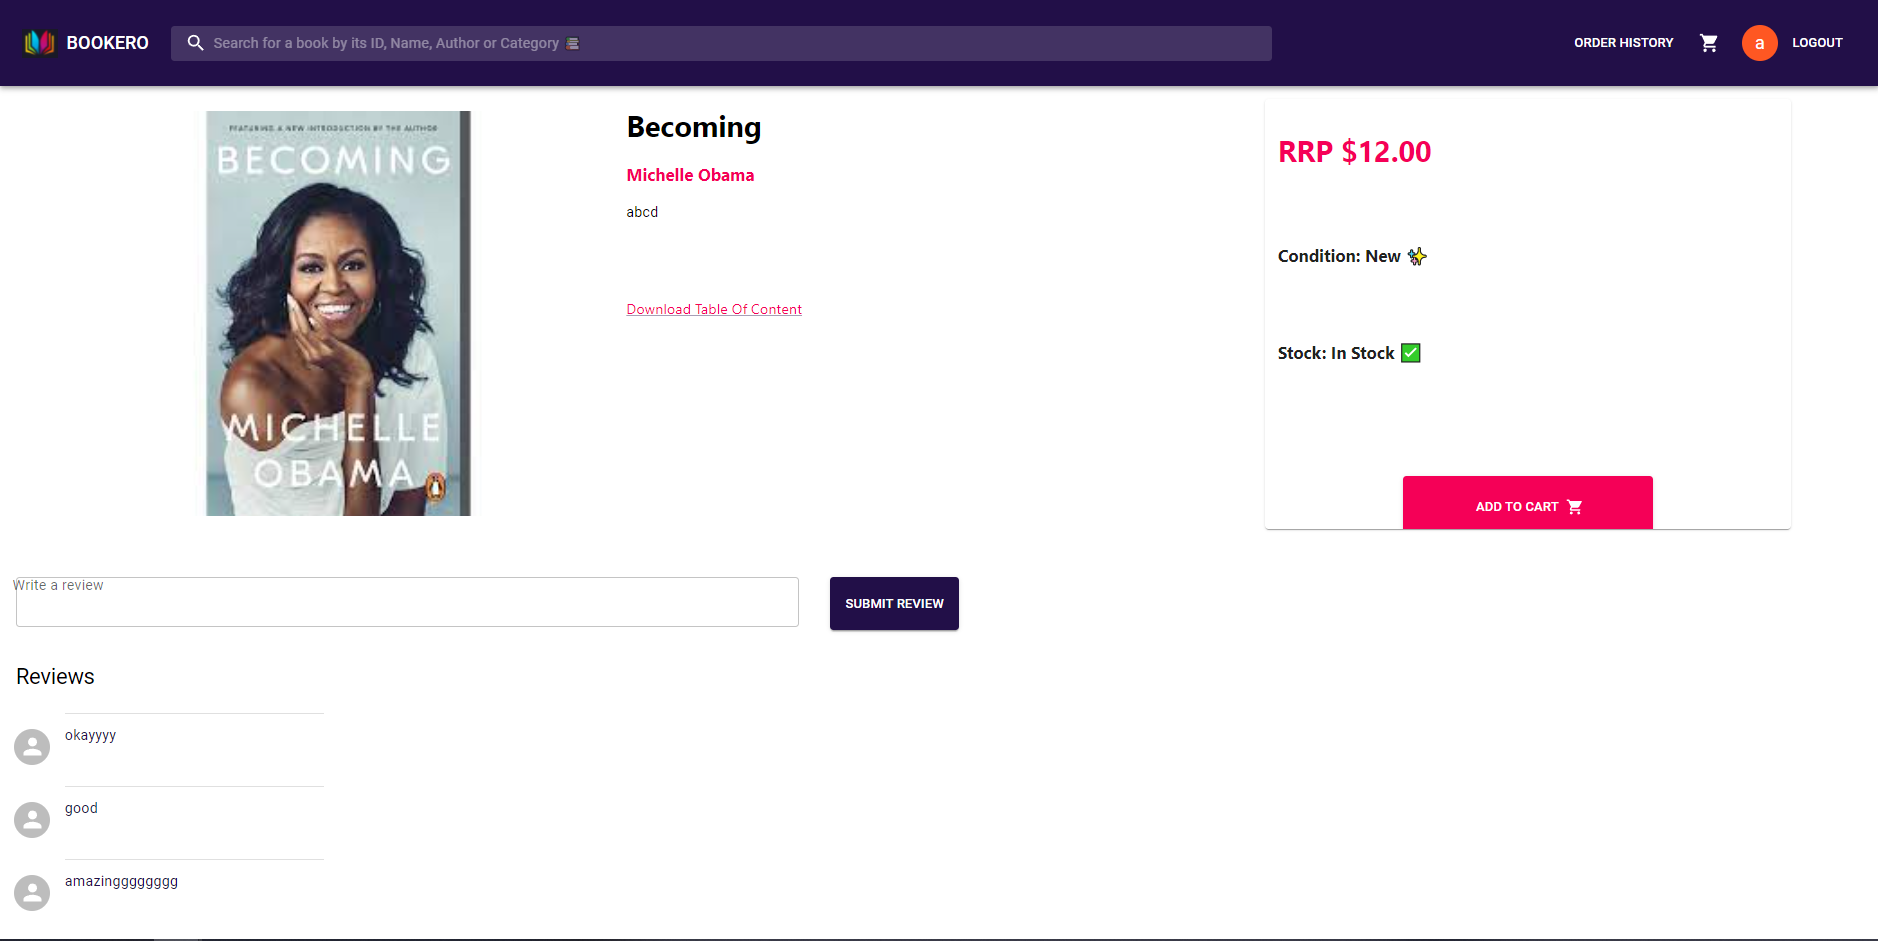 BOOKERO
Search for a book by its ID, Name, Author or Category 📚
ORDER HISTORY
a
LOGOUT
FEATURING A NEW INTRODUCTION BY THE AUTHOR
BECOMING
MICHELLE
OBAMA
Becoming
Michelle Obama
abcd
Download Table Of Content
RRP $12.00
Condition: New ✨
Stock: In Stock ✅
ADD TO CART
Write a review
SUBMIT REVIEW
Reviews
okayyyy
good
amazingggggggg